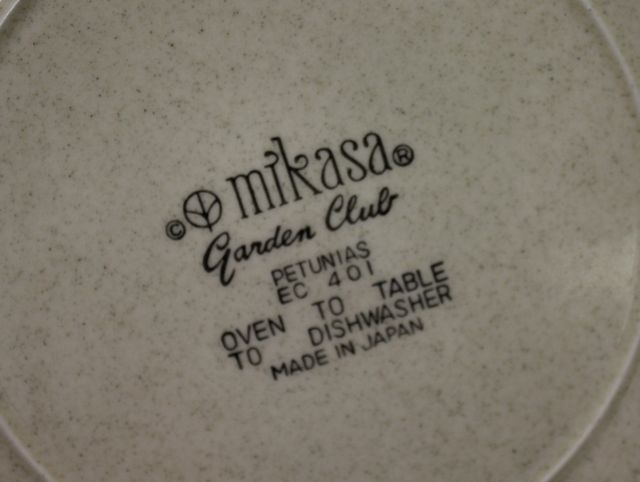 © mikasa®
Garden Club
PETUNIAS
EC 401
OVEN TO TABLE
TO DISHWASHER
MADE IN JAPAN